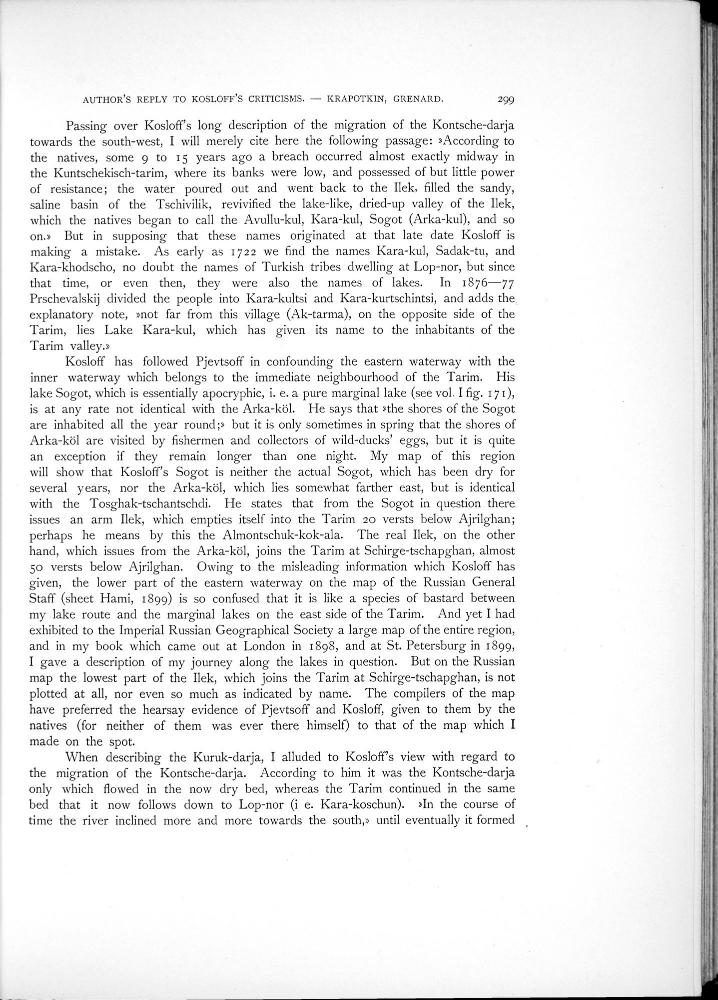 AUTHOR'S REPLY TO KOSLOFF'S CRITICISMS. — KRAPOTKIN, GRENARD. 299
Passing over Kosloff's long description of the migration of the Kontsche-darja
towards the south-west, I will merely cite here the following passage: »According to
the natives, some 9 to 15 years ago a breach occurred almost exactly midway in
the Kuntschekisch-tarim, where its banks were low, and possessed of but little power
of resistance; the water poured out and went back to the Ilek, filled the sandy,
saline basin of the Tschivilik, revivified the lake-like, dried-up valley of the Ilek,
which the natives began to call the Avullu-kul, Kara-kul, Sogot (Arka-kul), and so
on.» But in supposing that these names originated at that late date Kosloff is
making a mistake. As early as 1722 we find the names Kara-kul, Sadak-tu, and
Kara-khodscho, no doubt the names of Turkish tribes dwelling at Lop-nor, but since
that time, or even then, they were also the names of lakes. In 1876—77
Prschevalskij divided the people into Kara-kultsi and Kara-kurtschintsi, and adds the
explanatory note, »not far from this village (Ak-tarma), on the opposite side of the
Tarim, lies Lake Kara-kul, which has given its name to the inhabitants of the
Tarim valley.»
Kosloff has followed Pjevtsoff in confounding the eastern waterway with the
inner waterway which belongs to the immediate neighbourhood of the Tarim. His
lake Sogot, which is essentially apocryphic, i. e. a pure marginal lake (see vol. I fig. 171),
is at any rate not identical with the Arka-köl. He says that »the shores of the Sogot
are inhabited all the year round;» but it is only sometimes in spring that the shores of
Arka-köl are visited by fishermen and collectors of wild-ducks' eggs, but it is quite
an exception if they remain longer than one night. My map of this region
will show that Kosloff's Sogot is neither the actual Sogot, which has been dry for
several years, nor the Arka-köl, which lies somewhat farther east, but is identical
with the Tosghak-tschantschdi. He states that from the Sogot in question there
issues an arm Ilek, which empties itself into the Tarim 20 versts below Ajrilghan;
perhaps he means by this the Almontschuk-kok-ala. The real Ilek, on the other
hand, which issues from the Arka-köl, joins the Tarim at Schirge-tschapghan, almost
50 versts below Ajrilghan. Owing to the misleading information which Kosloff has
given, the lower part of the eastern waterway on the map of the Russian General
Staff (sheet Hami, 1899) is so confused that it is like a species of bastard between
my lake route and the marginal lakes on the east side of the Tarim. And yet I had
exhibited to the Imperial Russian Geographical Society a large map of the entire region,
and in my book which came out at London in 1898, and at St. Petersburg in 1899,
I gave a description of my journey along the lakes in question. But on the Russian
map the lowest part of the Ilek, which joins the Tarim at Schirge-tschapghan, is not
plotted at all, nor even so much as indicated by name. The compilers of the map
have preferred the hearsay evidence of Pjevtsoff and Kosloff, given to them by the
natives (for neither of them was ever there himself) to that of the map which I
made on the spot.
When describing the Kuruk-darja, I alluded to Kosloff's view with regard to
the migration of the Kontsche-darja. According to him it was the Kontsche-darja
only which flowed in the now dry bed, whereas the Tarim continued in the same
bed that it now follows down to Lop-nor (i e. Kara-koschun). »In the course of
time the river inclined more and more towards the south,» until eventually it formed